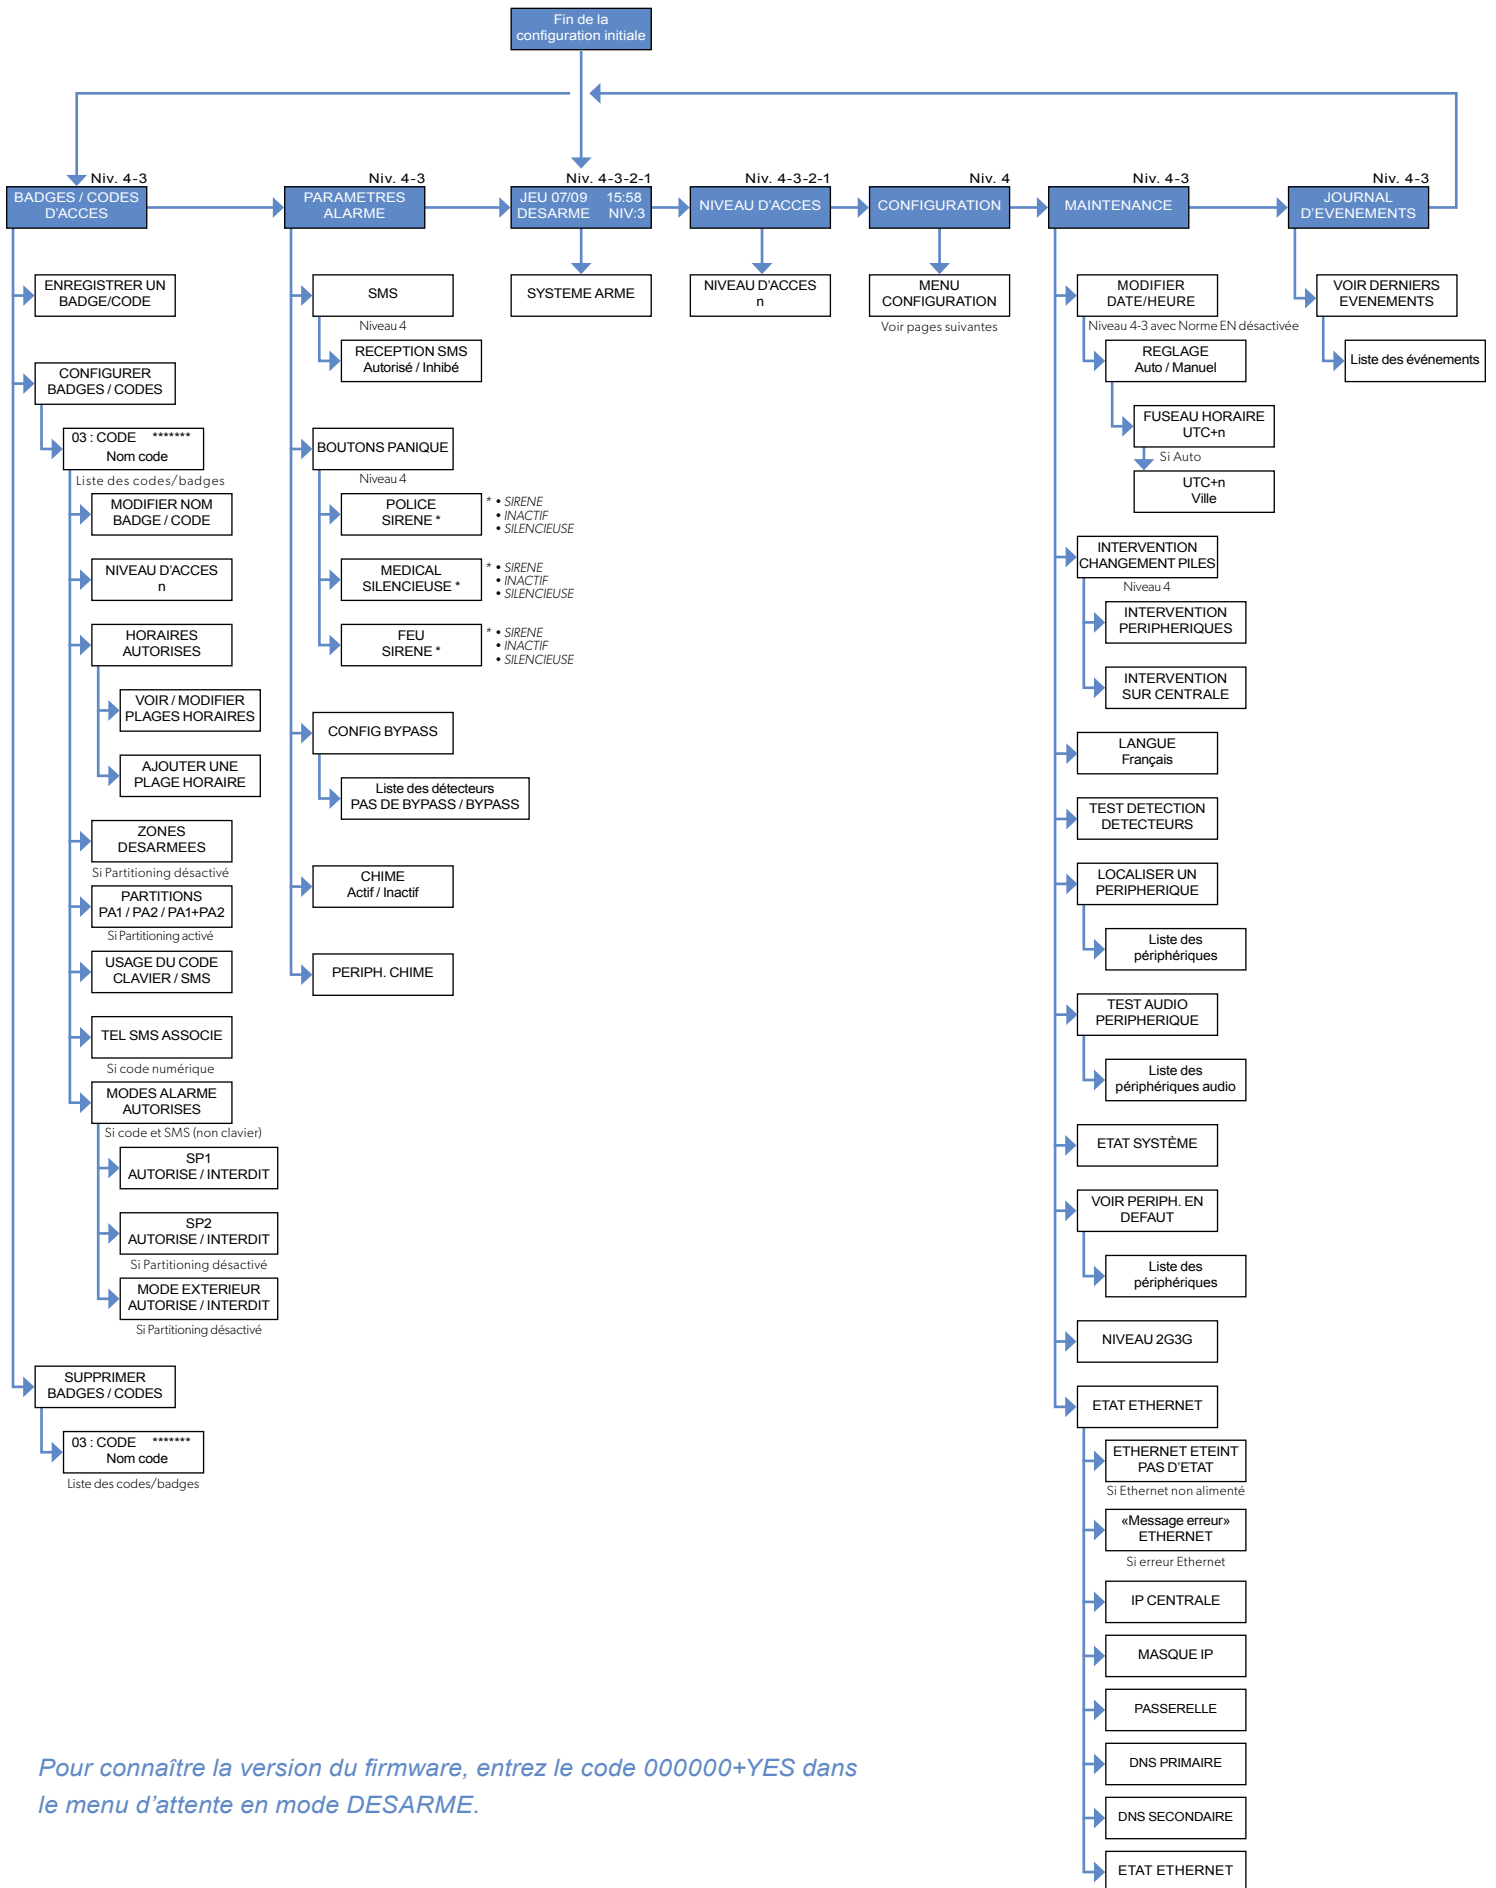 Fin de la
configuration initiale
Niv. 4-3
BADGES / CODES
D'ACCES
ENREGISTRER UN
BADGE/CODE
CONFIGURER
BADGES / CODES
03 : CODE *******
Nom code
Liste des codes/badges
MODIFIER NOM
BADGE / CODE
NIVEAU D'ACCES
n
HORAIRES
AUTORISES
VOIR / MODIFIER
PLAGES HORAIRES
AJOUTER UNE
PLAGE HORAIRE
ZONES
DESARMEES
Si Partitioning désactivé
PARTITIONS
PA1 / PA2 / PA1+PA2
Si Partitioning activé
USAGE DU CODE
CLAVIER / SMS
TEL SMS ASSOCIE
Si code numérique
MODES ALARME
AUTORISES
Si code et SMS (non clavier)
SP1
AUTORISE / INTERDIT
SP2
AUTORISE / INTERDIT
Si Partitioning désactivé
MODE EXTERIEUR
AUTORISE / INTERDIT
Si Partitioning désactivé
SUPPRIMER
BADGES / CODES
03 : CODE *******
Nom code
Liste des codes/badges
Niv. 4-3
PARAMETRES
ALARME
SMS
Niveau 4
RECEPTION SMS
Autorisé / Inhibé
BOUTONS PANIQUE
Niveau 4
POLICE
SIRENE *
* • SIRENE
• INACTIF
• SILENCIEUSE
MEDICAL
SILENCIEUSE *
* • SIRENE
• INACTIF
• SILENCIEUSE
FEU
SIRENE *
* • SIRENE
• INACTIF
• SILENCIEUSE
CONFIG BYPASS
Liste des détecteurs
PAS DE BYPASS / BYPASS
CHIME
Actif / Inactif
PERIPH. CHIME
Niv. 4-3-2-1
JEU 07/09 15:58
DESARME NIV:3
SYSTEME ARME
Niv. 4-3-2-1
NIVEAU D'ACCES
NIVEAU D'ACCES
n
Niv. 4
CONFIGURATION
MENU
CONFIGURATION
Voir pages suivantes
Niv. 4-3
MAINTENANCE
MODIFIER
DATE/HEURE
Niveau 4-3 avec Norme EN désactivée
REGLAGE
Auto / Manuel
FUSEAU HORAIRE
UTC+n
Si Auto
UTC+n
Ville
INTERVENTION
CHANGEMENT PILES
Niveau 4
INTERVENTION
PERIPHERIQUES
INTERVENTION
SUR CENTRALE
LANGUE
Français
TEST DETECTION
DETECTEURS
LOCALISER UN
PERIPHERIQUE
Liste des
périphériques
TEST AUDIO
PERIPHERIQUE
Liste des
périphériques audio
ETAT SYSTÈME
VOIR PERIPH. EN
DEFAUT
Liste des
périphériques
NIVEAU 2G3G
ETAT ETHERNET
ETHERNET ETEINT
PAS D'ETAT
Si Ethernet non alimenté
«Message erreur»
ETHERNET
Si erreur Ethernet
IP CENTRALE
MASQUE IP
PASSERELLE
DNS PRIMAIRE
DNS SECONDAIRE
ETAT ETHERNET
Niv. 4-3
JOURNAL
D'EVENEMENTS
VOIR DERNIERS
EVENEMENTS
Liste des événements
Pour connaître la version du firmware, entrez le code 000000+YES dans
le menu d'attente en mode DESARME.